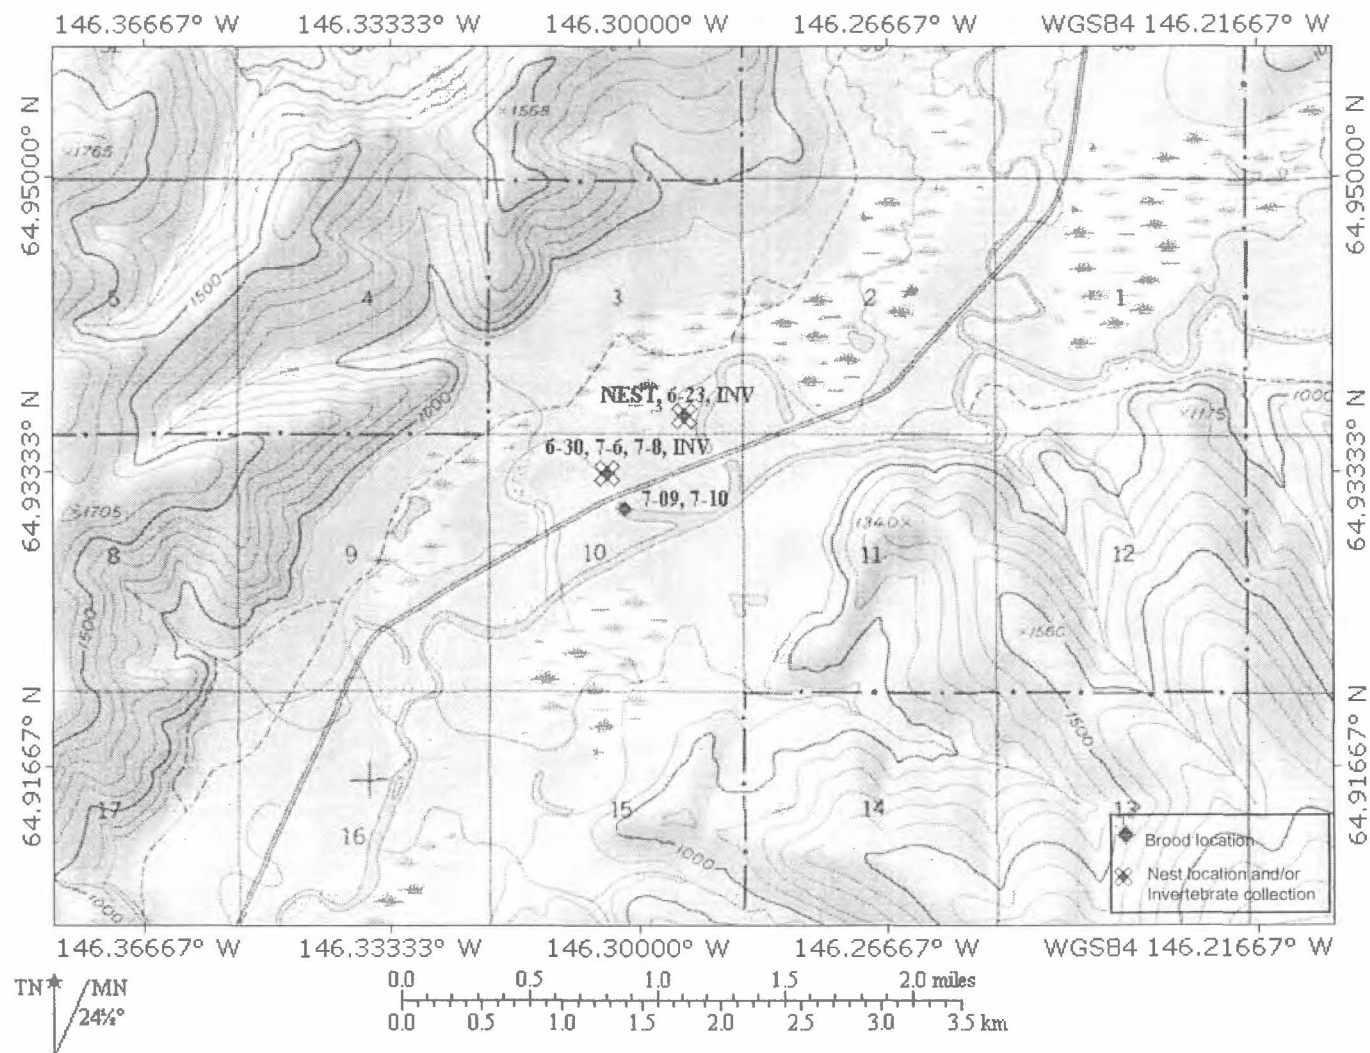 146.36667° W 146.33333° W 146.30000° W 146.26667° W WGS84 146.21667° W
64.95000° N
64.93333° N
64.91667° N
64.95000° N
64.93333° N
64.91667° N
×1568
×1765
1500
5
4
3
2
1
1000
NEST, 6-23, INV
×1175
1000
6-30, 7-6, 7-8, INV
7-09, 7-10
×1705
1340×
8
9
10
11
12
1500
×1560
1500
17
16
15
14
13
1000
1000
Brood location
Nest location and/or
Invertebrate collection
146.36667° W 146.33333° W 146.30000° W 146.26667° W WGS84 146.21667° W
TN★ MN
24½°
0.0 0.5 1.0 1.5 2.0 miles
0.0 0.5 1.0 1.5 2.0 2.5 3.0 3.5 km